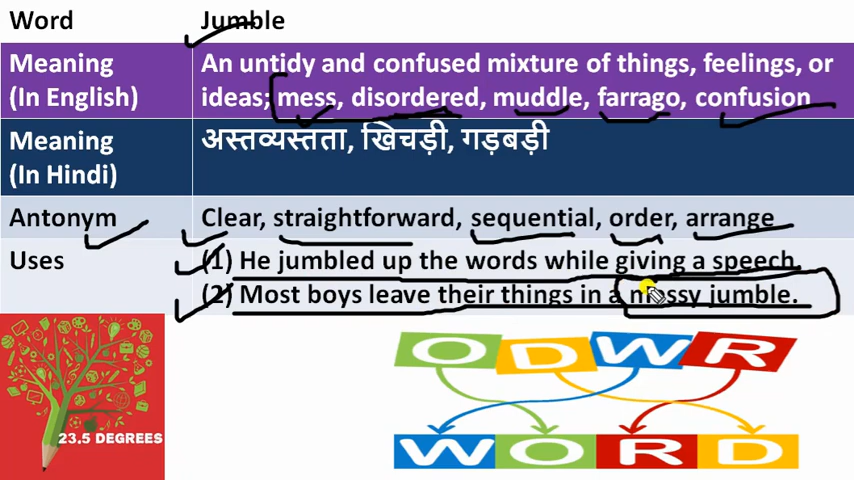 Word Jumble
Meaning An untidy and confused mixture of things, feelings, or
(In English) ideas; mess, disordered, muddle, farrago, confusion
Meaning अस्तव्यस्तता, खिचड़ी, गड़बड़ी
(In Hindi)
Antonym Clear, straightforward, sequential, order, arrange
Uses (1) He jumbled up the words while giving a speech.
(2) Most boys leave their things in a messy jumble.
O D W R
W O R D
23.5 DEGREES